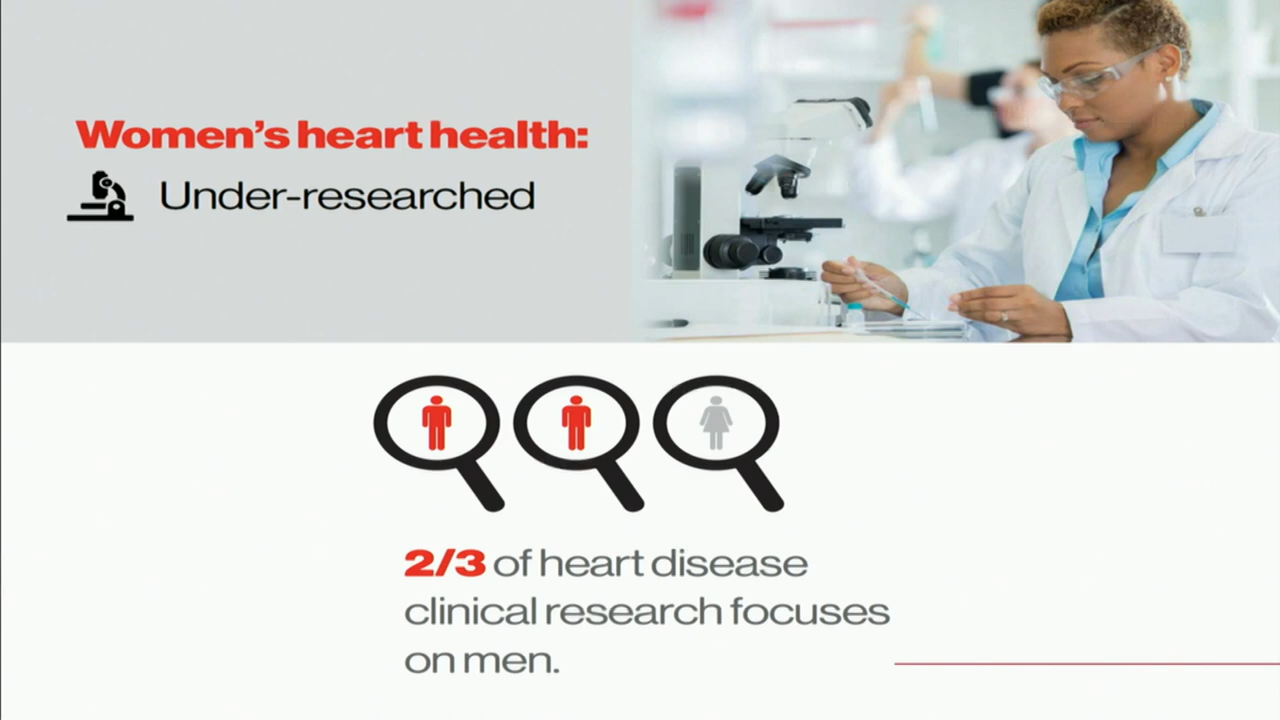 Women's heart health:
Under-researched
2/3 of heart disease
clinical research focuses
on men.